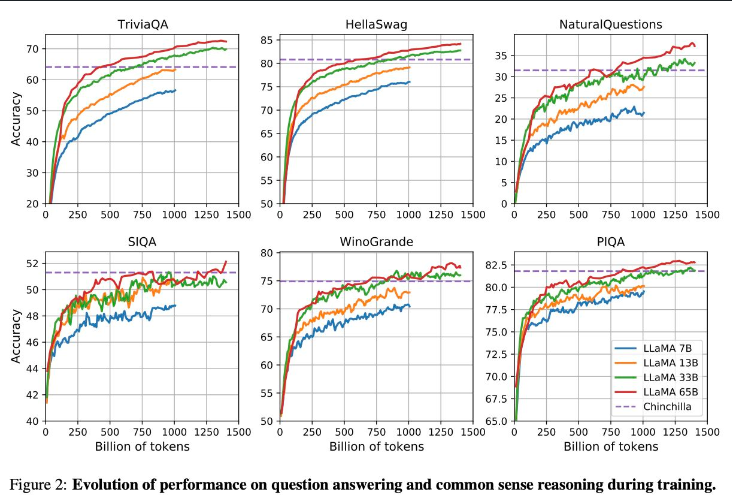 TriviaQA
HellaSwag
NaturalQuestions
Accuracy
70
60
50
40
30
20
0 250 500 750 1000 1250 1500
85
80
75
70
65
60
55
50
0 250 500 750 1000 1250 1500
35
30
25
20
15
10
5
0
0 250 500 750 1000 1250 1500
SIQA
WinoGrande
PIQA
Accuracy
52
50
48
46
44
42
40
0 250 500 750 1000 1250 1500
Billion of tokens
80
75
70
65
60
55
50
0 250 500 750 1000 1250 1500
Billion of tokens
82.5
80.0
77.5
75.0
72.5
70.0
67.5
65.0
LLaMA 7B
LLaMA 13B
LLaMA 33B
LLaMA 65B
Chinchilla
0 250 500 750 1000 1250 1500
Billion of tokens
Figure 2: Evolution of performance on question answering and common sense reasoning during training.